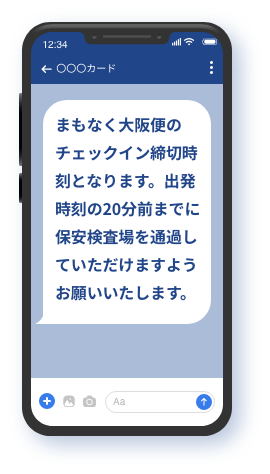 12:34
〇〇〇カード
まもなく大阪便の
チェックイン締切時
刻となります。出発
時刻の20分前までに
保安検査場を通過し
ていただけますよう
お願いいたします。
Aa